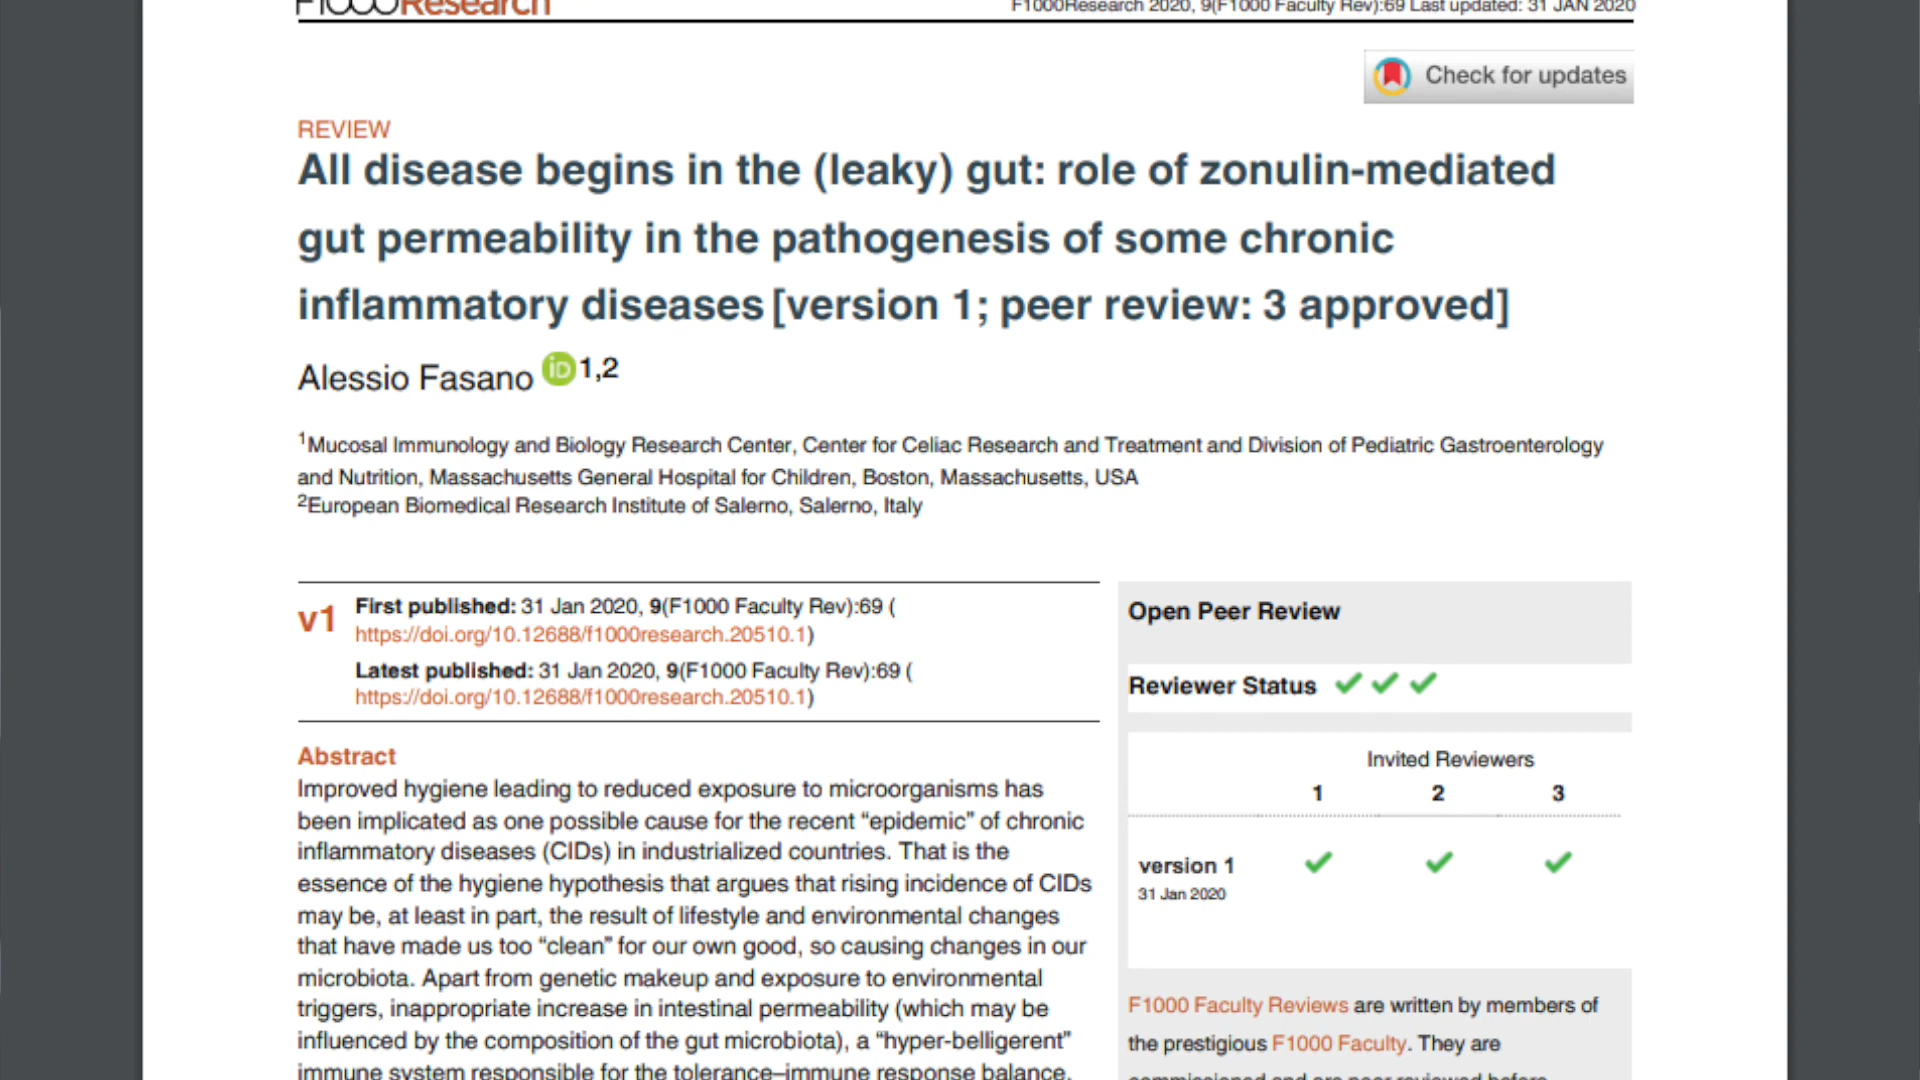 F1000Research
F1000Research 2020, 9(F1000 Faculty Rev):69 Last updated: 31 JAN 2020
Check for updates
REVIEW
All disease begins in the (leaky) gut: role of zonulin-mediated
gut permeability in the pathogenesis of some chronic
inflammatory diseases [version 1; peer review: 3 approved]
Alessio Fasano iD 1,2
1Mucosal Immunology and Biology Research Center, Center for Celiac Research and Treatment and Division of Pediatric Gastroenterology
and Nutrition, Massachusetts General Hospital for Children, Boston, Massachusetts, USA
2European Biomedical Research Institute of Salerno, Salerno, Italy
v1
First published: 31 Jan 2020, 9(F1000 Faculty Rev):69 (
https://doi.org/10.12688/f1000research.20510.1)
Latest published: 31 Jan 2020, 9(F1000 Faculty Rev):69 (
https://doi.org/10.12688/f1000research.20510.1)
Abstract
Improved hygiene leading to reduced exposure to microorganisms has
been implicated as one possible cause for the recent “epidemic” of chronic
inflammatory diseases (CIDs) in industrialized countries. That is the
essence of the hygiene hypothesis that argues that rising incidence of CIDs
may be, at least in part, the result of lifestyle and environmental changes
that have made us too “clean” for our own good, so causing changes in our
microbiota. Apart from genetic makeup and exposure to environmental
triggers, inappropriate increase in intestinal permeability (which may be
influenced by the composition of the gut microbiota), a “hyper-belligerent”
immune system responsible for the tolerance–immune response balance,
Open Peer Review
Reviewer Status
Invited Reviewers
1 2 3
version 1
31 Jan 2020
F1000 Faculty Reviews are written by members of
the prestigious F1000 Faculty. They are
commissioned and are peer reviewed before